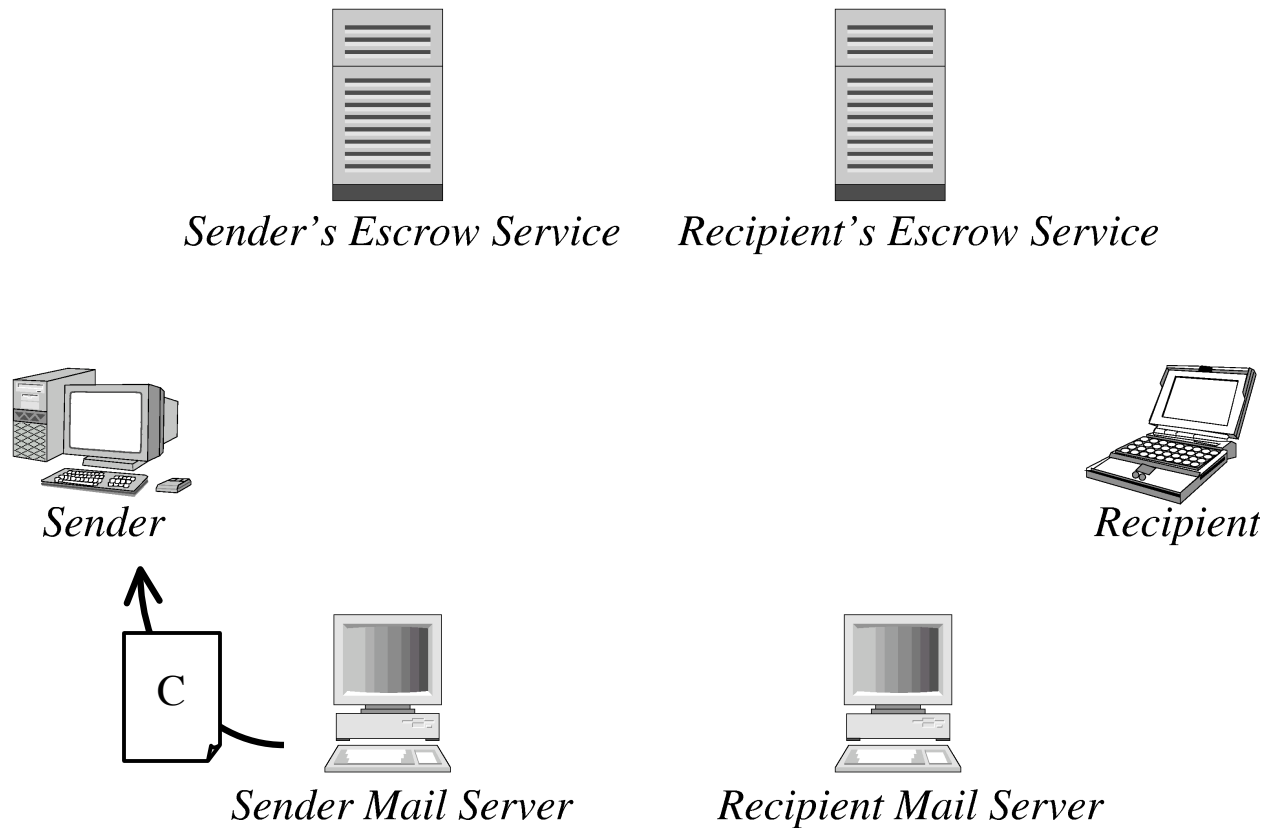 Sender’s Escrow Service
Recipient’s Escrow Service
Sender
Recipient
C
Sender Mail Server
Recipient Mail Server